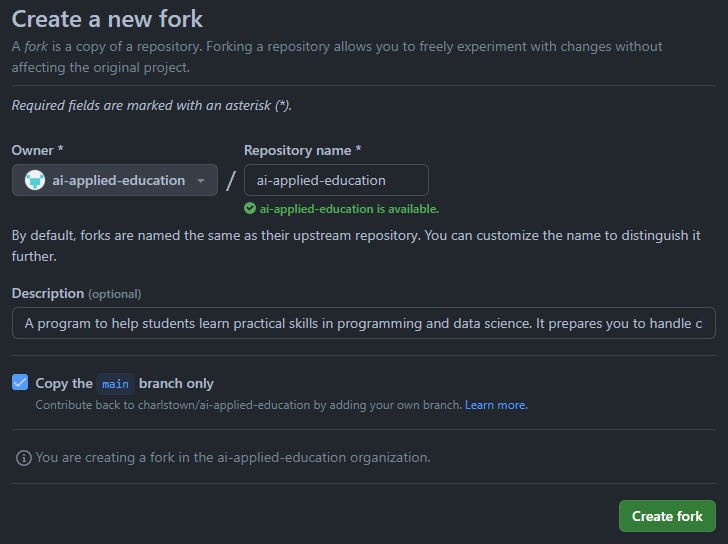 Create a new fork
A fork is a copy of a repository. Forking a repository allows you to freely experiment with changes without
affecting the original project.
Required fields are marked with an asterisk (*).
Owner * Repository name *
ai-applied-education / ai-applied-education
ai-applied-education is available.
By default, forks are named the same as their upstream repository. You can customize the name to distinguish it
further.
Description (optional)
A program to help students learn practical skills in programming and data science. It prepares you to handle c
Copy the main branch only
Contribute back to charlstown/ai-applied-education by adding your own branch. Learn more.
You are creating a fork in the ai-applied-education organization.
Create fork